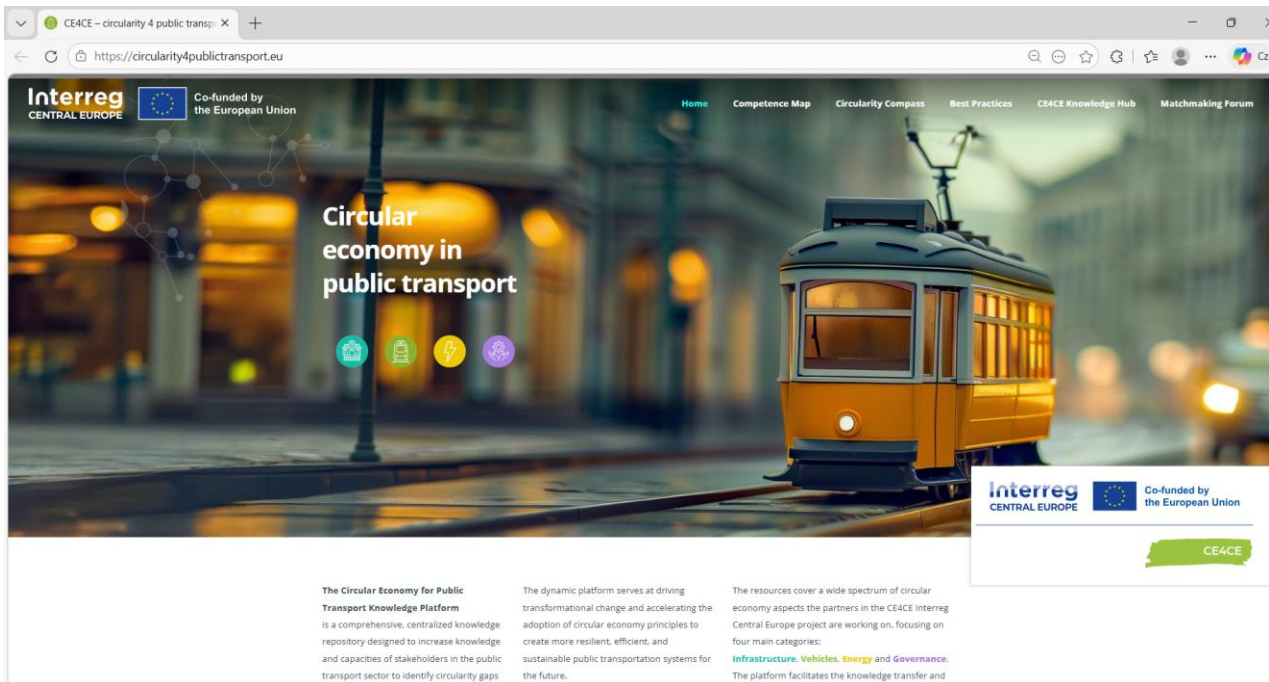 CE4CE – circularity 4 public transp
https://circularity4publictransport.eu
Cz
Interreg
CENTRAL EUROPE
Co-funded by
the European Union
Home Competence Map Circularity Compass Best Practices CE4CE Knowledge Hub Matchmaking Forum
Circular
economy in
public transport
Interreg
CENTRAL EUROPE
Co-funded by
the European Union
CE4CE
The Circular Economy for Public
Transport Knowledge Platform
is a comprehensive, centralized knowledge
repository designed to increase knowledge
and capacities of stakeholders in the public
transport sector to identify circularity gaps
The dynamic platform serves at driving
transformational change and accelerating the
adoption of circular economy principles to
create more resilient, efficient, and
sustainable public transportation systems for
the future.
The resources cover a wide spectrum of circular
economy aspects the partners in the CE4CE Interreg
Central Europe project are working on, focusing on
four main categories:
Infrastructure, Vehicles, Energy and Governance.
The platform facilitates the knowledge transfer and